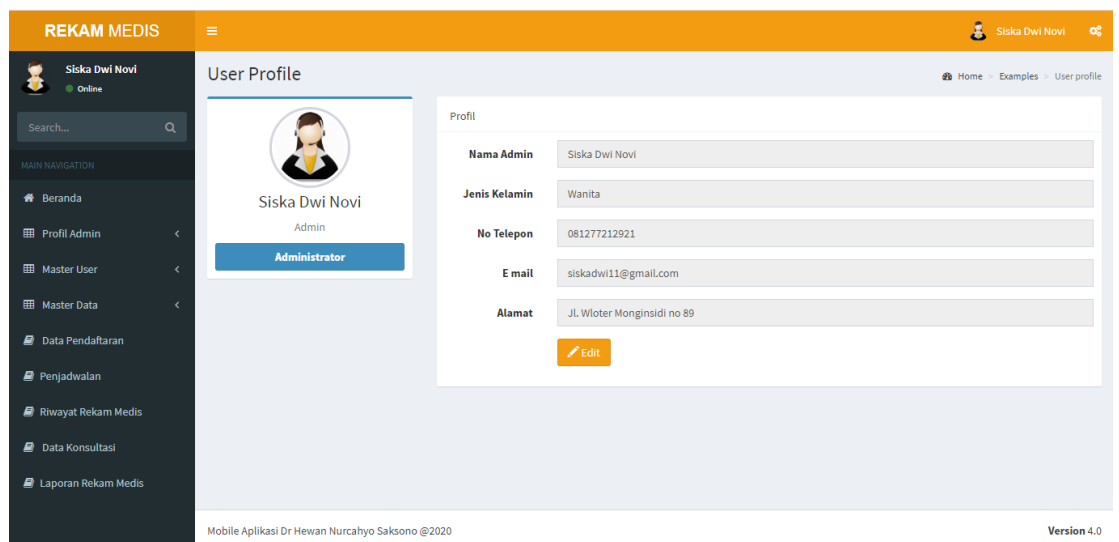 REKAM MEDIS
Siska Dwi Novi
Siska Dwi Novi
Online
Search...
MAIN NAVIGATION
Beranda
Profil Admin
Master User
Master Data
Data Pendaftaran
Penjadwalan
Riwayat Rekam Medis
Data Konsultasi
Laporan Rekam Medis
User Profile
Home > Examples > User profile
Siska Dwi Novi
Admin
Administrator
Profil
Nama Admin Siska Dwi Novi
Jenis Kelamin Wanita
No Telepon 081277212921
E mail siskadwi11@gmail.com
Alamat Jl. Wloter Monginsidi no 89
Edit
Mobile Aplikasi Dr Hewan Nurcahyo Saksono @2020
Version 4.0